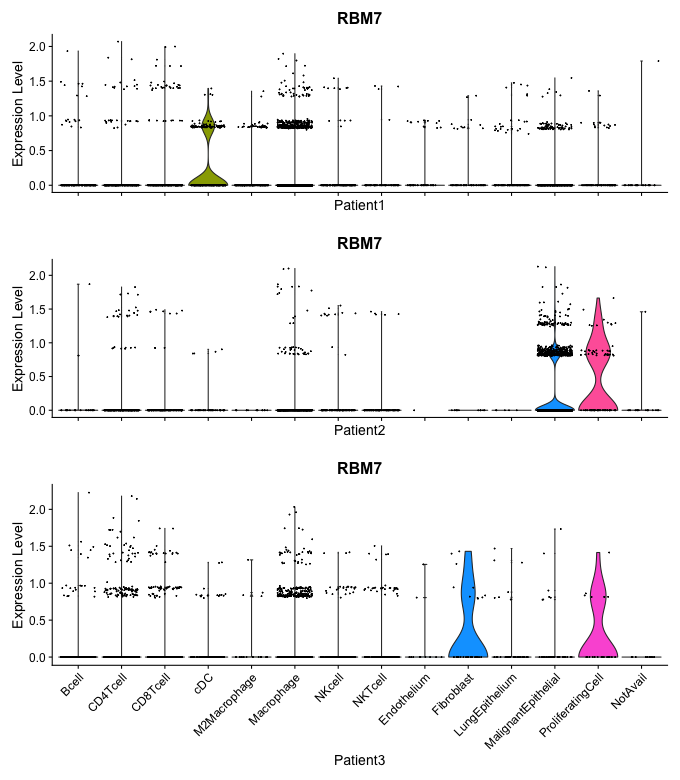 RBM7
Expression Level
2.0
1.5
1.0
0.5
0.0
Patient1
RBM7
Expression Level
2.0
1.5
1.0
0.5
0.0
Patient2
RBM7
Expression Level
2.0
1.5
1.0
0.5
0.0
Bcell
CD4Tcell
CD8Tcell
cDC
M2Macrophage
Macrophage
NKcell
NKTcell
Endothelium
Fibroblast
LungEpithelium
MalignantEpithelial
ProliferatingCell
NotAvail
Patient3